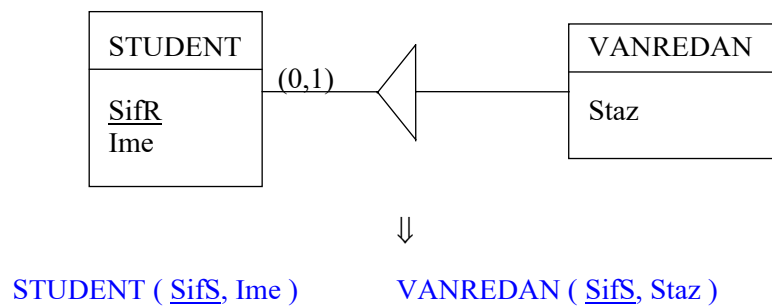 STUDENT
SifR
Ime
(0,1)
VANREDAN
Staz
⇓
STUDENT ( SifS, Ime ) VANREDAN ( SifS, Staz )